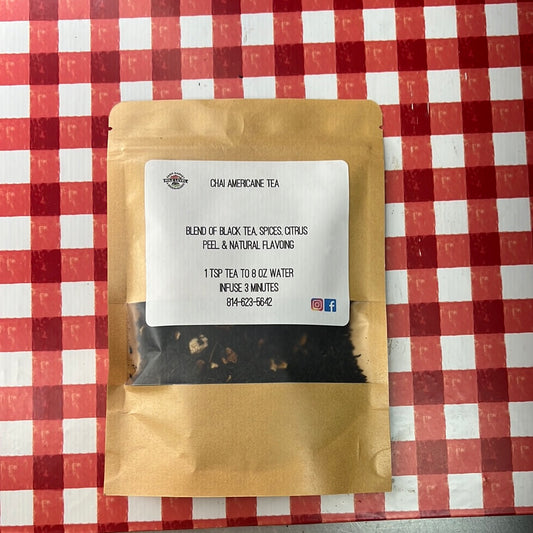 CHAI AMERICAINE TEA
BLEND OF BLACK TEA, SPICES, CITRUS
PEEL, & NATURAL FLAVOING
1 TSP TEA TO 8 OZ WATER
INFUSE 3 MINUTES
814-623-5642